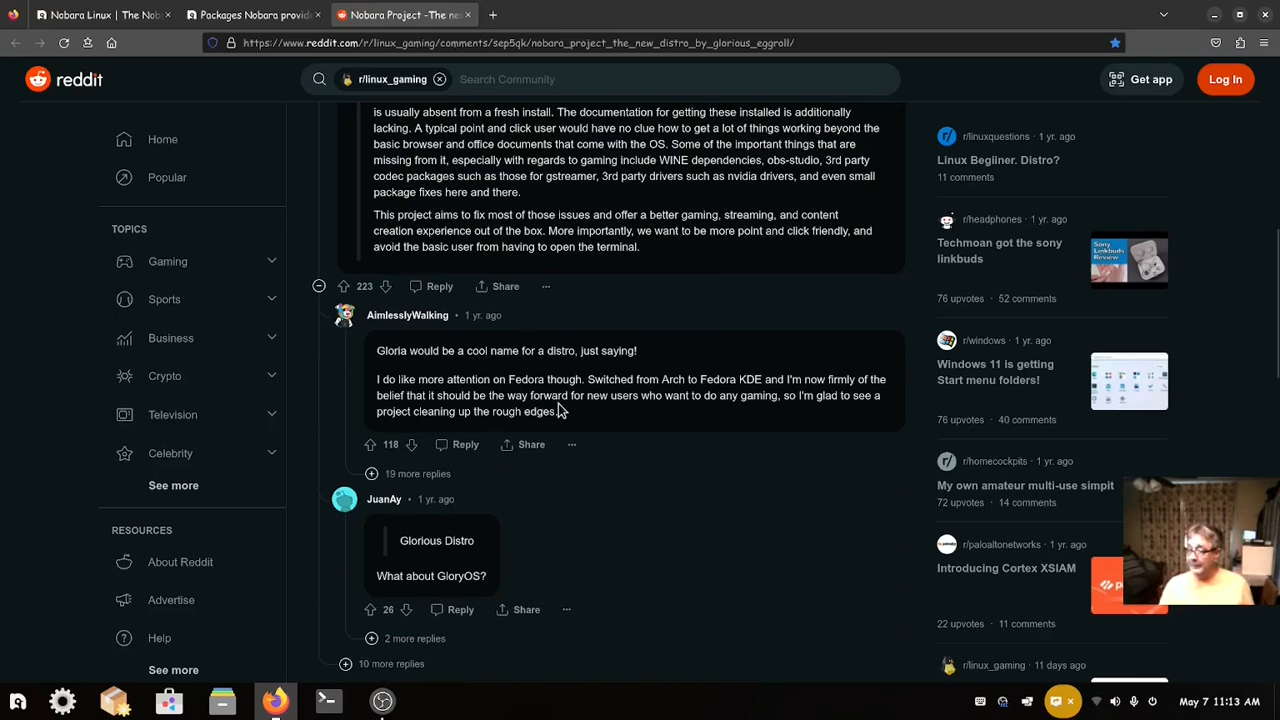 Nobara Linux | The Nob
Packages Nobara provid
Nobara Project -The ne
https://www.reddit.com/r/linux_gaming/comments/sep5qk/nobara_project_the_new_distro_by_glorious_eggroll/
reddit
r/linux_gaming
Search Community
Get app
Log In
Home
Popular
TOPICS
Gaming
Sports
Business
Crypto
Television
Celebrity
See more
RESOURCES
About Reddit
Advertise
Help
See more
is usually absent from a fresh install. The documentation for getting these installed is additionally
lacking. A typical point and click user would have no clue how to get a lot of things working beyond the
basic browser and office documents that come with the OS. Some of the important things that are
missing from it, especially with regards to gaming include WINE dependencies, obs-studio, 3rd party
codec packages such as those for gstreamer, 3rd party drivers such as nvidia drivers, and even small
package fixes here and there.
This project aims to fix most of those issues and offer a better gaming, streaming, and content
creation experience out of the box. More importantly, we want to be more point and click friendly, and
avoid the basic user from having to open the terminal.
223 Reply Share
AimlesslyWalking • 1 yr. ago
Gloria would be a cool name for a distro, just saying!
I do like more attention on Fedora though. Switched from Arch to Fedora KDE and I'm now firmly of the
belief that it should be the way forward for new users who want to do any gaming, so I'm glad to see a
project cleaning up the rough edges.
118 Reply Share
19 more replies
JuanAy • 1 yr. ago
Glorious Distro
What about GloryOS?
26 Reply Share
2 more replies
10 more replies
r/linuxquestions • 1 yr. ago
Linux Begiiner. Distro?
11 comments
r/headphones • 1 yr. ago
Techmoan got the sony
linkbuds
Sony
Linkbuds
Review
76 upvotes • 52 comments
r/windows • 1 yr. ago
Windows 11 is getting
Start menu folders!
76 upvotes • 40 comments
r/homecockpits • 1 yr. ago
My own amateur multi-use simpit
72 upvotes • 14 comments
r/paloaltonetworks • 1 yr. ago
Introducing Cortex XSIAM
22 upvotes • 11 comments
r/linux_gaming • 11 days ago
May 7 11:13 AM